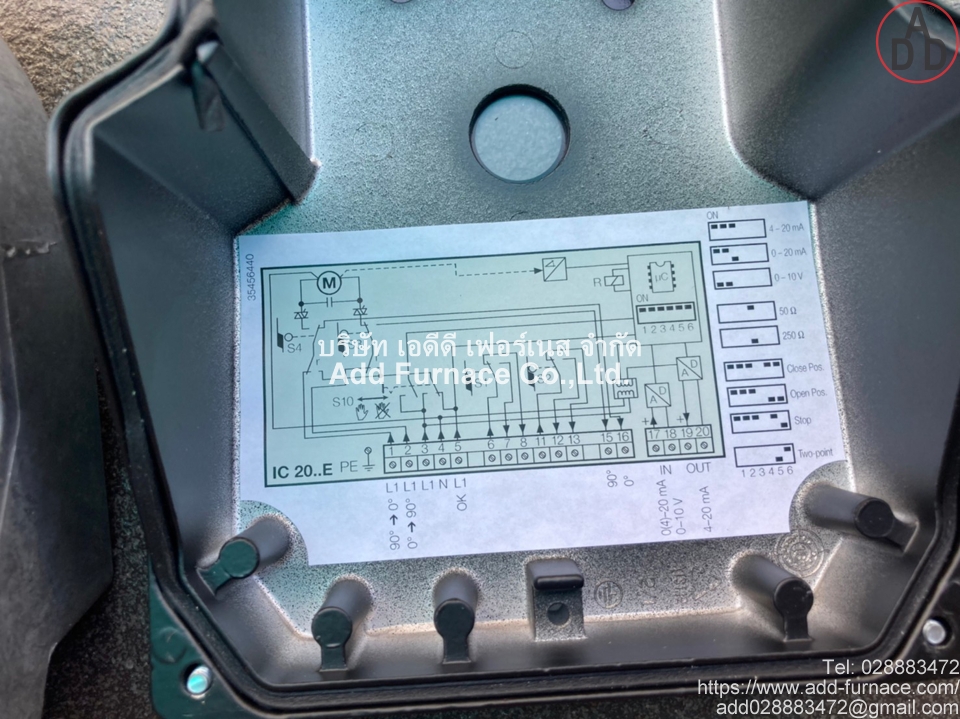 ADD
ON
4-20 mA
0-20 mA
0-10 V
50 Ω
250 Ω
Close Pos.
Open Pos.
Stop
Two-point
1 2 3 4 5 6
35456440
M
R
µC
ON
1 2 3 4 5 6
S4
บริษัท เอดีดี เฟอร์เนส จำกัด
Add Furnace Co.,Ltd.
S10
A D
D A
IC 20..E PE
1 2 3 4 5 6 7 8 11 12 13 15 16 17 18 19 20
L1 L1 L1 N L1
IN OUT
90° → 0°
0° → 90°
OK
90°
0°
0(4)-20 mA
0-10 V
4-20 mA
Tel: 028883472
https://www.add-furnace.com/
add028883472@gmail.com